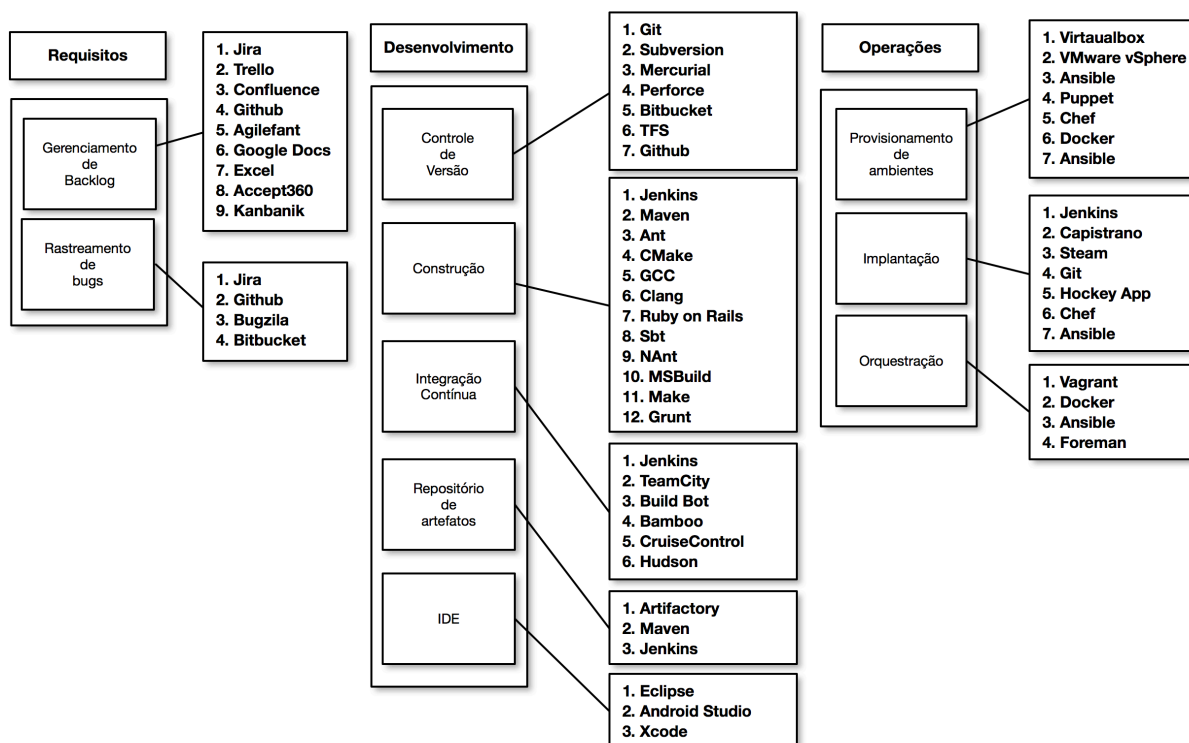 Requisitos
1. Jira
2. Trello
3. Confluence
4. Github
5. Agilefant
6. Google Docs
7. Excel
8. Accept360
9. Kanbanik
Gerenciamento
de
Backlog
Rastreamento
de
bugs
1. Jira
2. Github
3. Bugzila
4. Bitbucket
Desenvolvimento
1. Git
2. Subversion
3. Mercurial
4. Perforce
5. Bitbucket
6. TFS
7. Github
Controle
de
Versão
Construção
1. Jenkins
2. Maven
3. Ant
4. CMake
5. GCC
6. Clang
7. Ruby on Rails
8. Sbt
9. NAnt
10. MSBuild
11. Make
12. Grunt
Integração
Contínua
1. Jenkins
2. TeamCity
3. Build Bot
4. Bamboo
5. CruiseControl
6. Hudson
Repositório
de
artefatos
1. Artifactory
2. Maven
3. Jenkins
IDE
1. Eclipse
2. Android Studio
3. Xcode
Operações
1. Virtaualbox
2. VMware vSphere
3. Ansible
4. Puppet
5. Chef
6. Docker
7. Ansible
Provisionamento
de
ambientes
Implantação
1. Jenkins
2. Capistrano
3. Steam
4. Git
5. Hockey App
6. Chef
7. Ansible
Orquestração
1. Vagrant
2. Docker
3. Ansible
4. Foreman